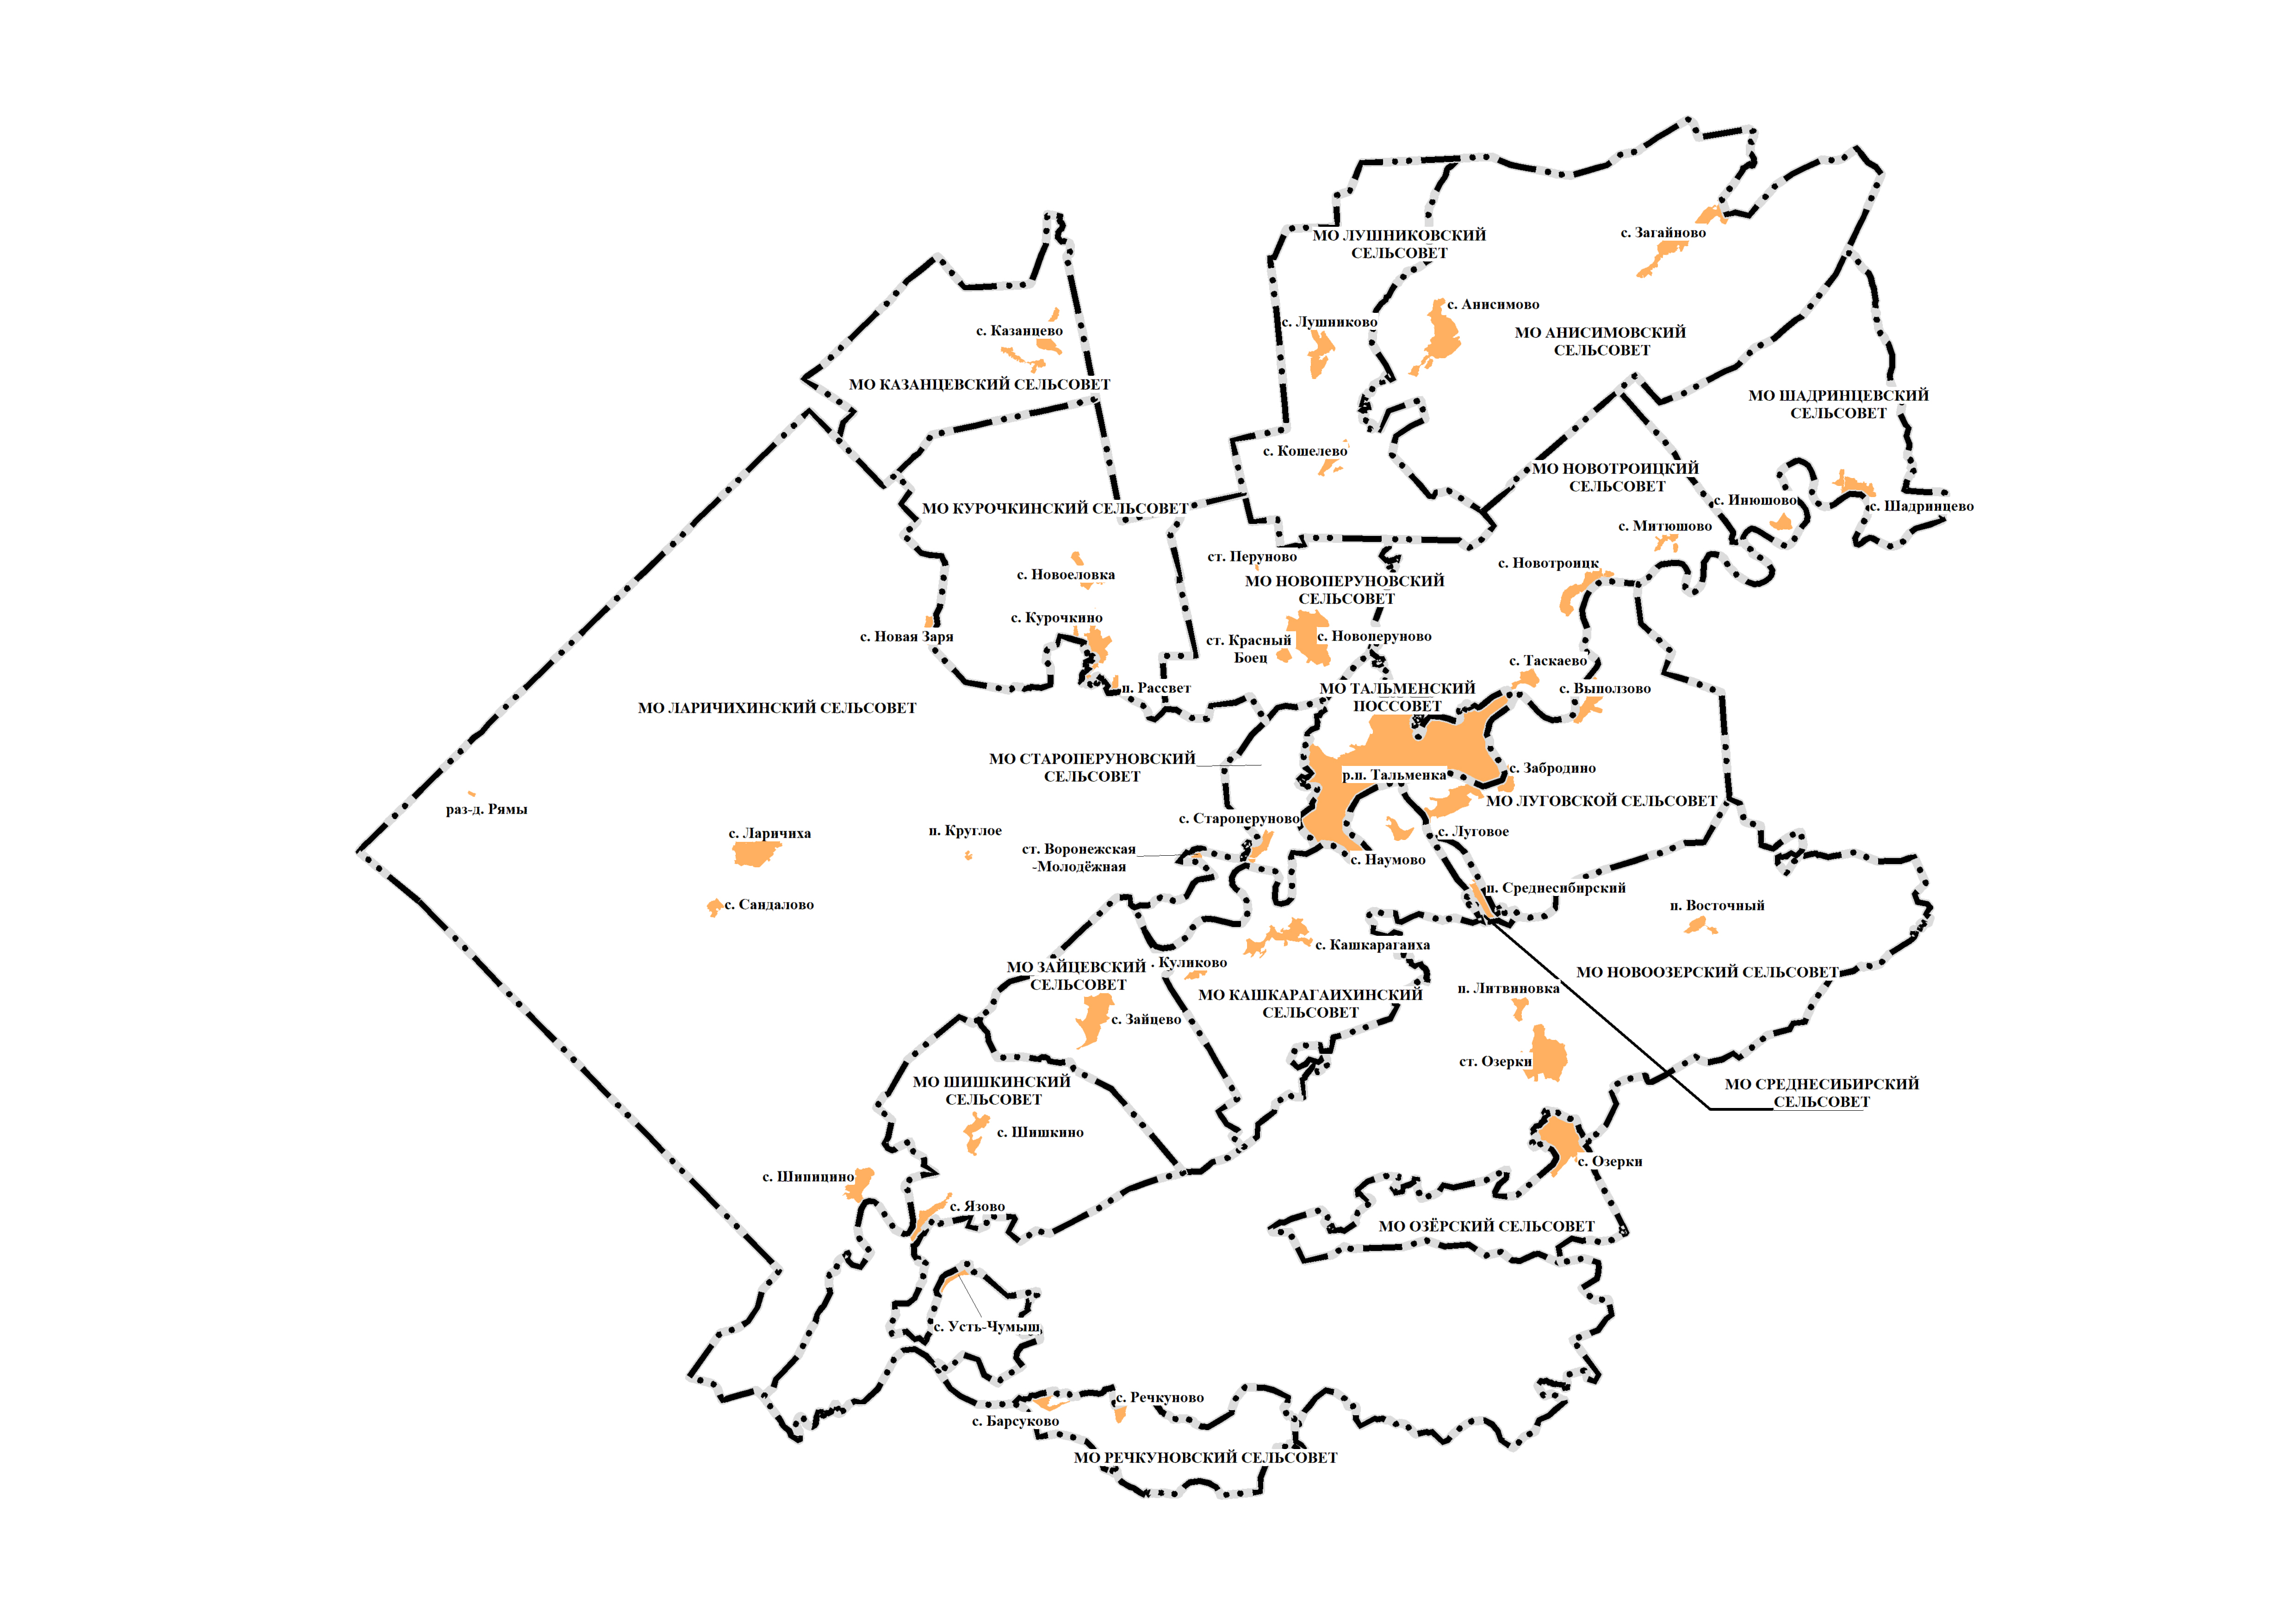 МО ЛУШНИКОВСКИЙ
СЕЛЬСОВЕТ
с. Загайново
с. Анисимово
с. Лушниково
с. Казанцево
МО АНИСИМОВСКИЙ
СЕЛЬСОВЕТ
МО КАЗАНЦЕВСКИЙ СЕЛЬСОВЕТ
МО ШАДРИНЦЕВСКИЙ
СЕЛЬСОВЕТ
с. Кошелево
МО НОВОТРОИЦКИЙ
СЕЛЬСОВЕТ
с. Инюшово
с. Шадринцево
МО КУРОЧКИНСКИЙ СЕЛЬСОВЕТ
с. Митюшово
ст. Перуново
с. Новотроицк
с. Новоеловка
МО НОВОПЕРУНОВСКИЙ
СЕЛЬСОВЕТ
с. Курочкино
с. Новая Заря
ст. Красный
Боец
с. Новоперуново
с. Таскаево
п. Рассвет
МО ТАЛЬМЕНСКИЙ
ПОССОВЕТ
с. Выползово
МО ЛАРИЧИХИНСКИЙ СЕЛЬСОВЕТ
МО СТАРОПЕРУНОВСКИЙ
СЕЛЬСОВЕТ
с. Забродино
р.п. Тальменка
МО ЛУГОВСКОЙ СЕЛЬСОВЕТ
раз-д. Рямы
с. Староперуново
с. Ларичиха
п. Круглое
с. Луговое
ст. Воронежская
-Молодёжная
с. Наумово
п. Среднесибирский
с. Сандалово
п. Восточный
с. Кашкарагаиха
. Куликово
МО ЗАЙЦЕВСКИЙ
СЕЛЬСОВЕТ
МО НОВООЗЕРСКИЙ СЕЛЬСОВЕТ
п. Литвиновка
МО КАШКАРАГАИХИНСКИЙ
СЕЛЬСОВЕТ
с. Зайцево
ст. Озерки
МО ШИШКИНСКИЙ
СЕЛЬСОВЕТ
МО СРЕДНЕСИБИРСКИЙ
СЕЛЬСОВЕТ
с. Шишкино
с. Озерки
с. Шипицино
с. Язово
МО ОЗЁРСКИЙ СЕЛЬСОВЕТ
с. Усть-Чумыш
с. Речкуново
с. Барсуково
МО РЕЧКУНОВСКИЙ СЕЛЬСОВЕТ